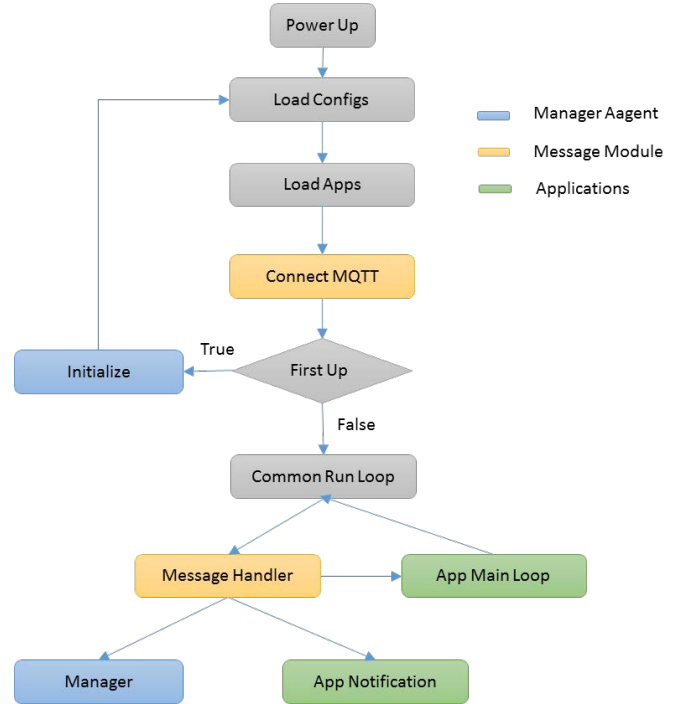 Power Up
Load Configs
Manager Aagent
Message Module
Load Apps
Applications
Connect MQTT
True
First Up
Initialize
False
Common Run Loop
Message Handler
App Main Loop
Manager
App Notification